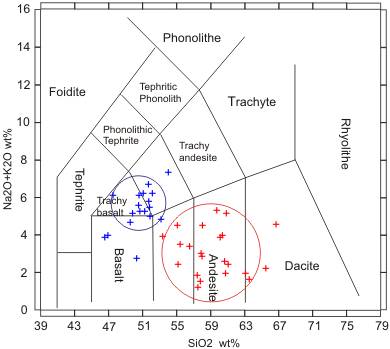 16
14
12
10
8
6
4
2
0
Na2O+K2O wt%
Phonolithe
Foidite
Tephritic
Phonolith
Trachyte
Phonolithic
Tephrite
Trachy
andesite
Rhyolithe
Tephrite
Trachy
basalt
Basalt
Andesite
Dacite
39 43 47 51 55 59 63 67 71 75 79
SiO2 wt%